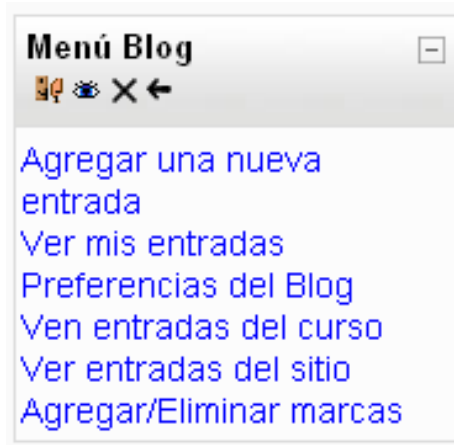 Menú Blog
Agregar una nueva
entrada
Ver mis entradas
Preferencias del Blog
Ven entradas del curso
Ver entradas del sitio
Agregar/Eliminar marcas